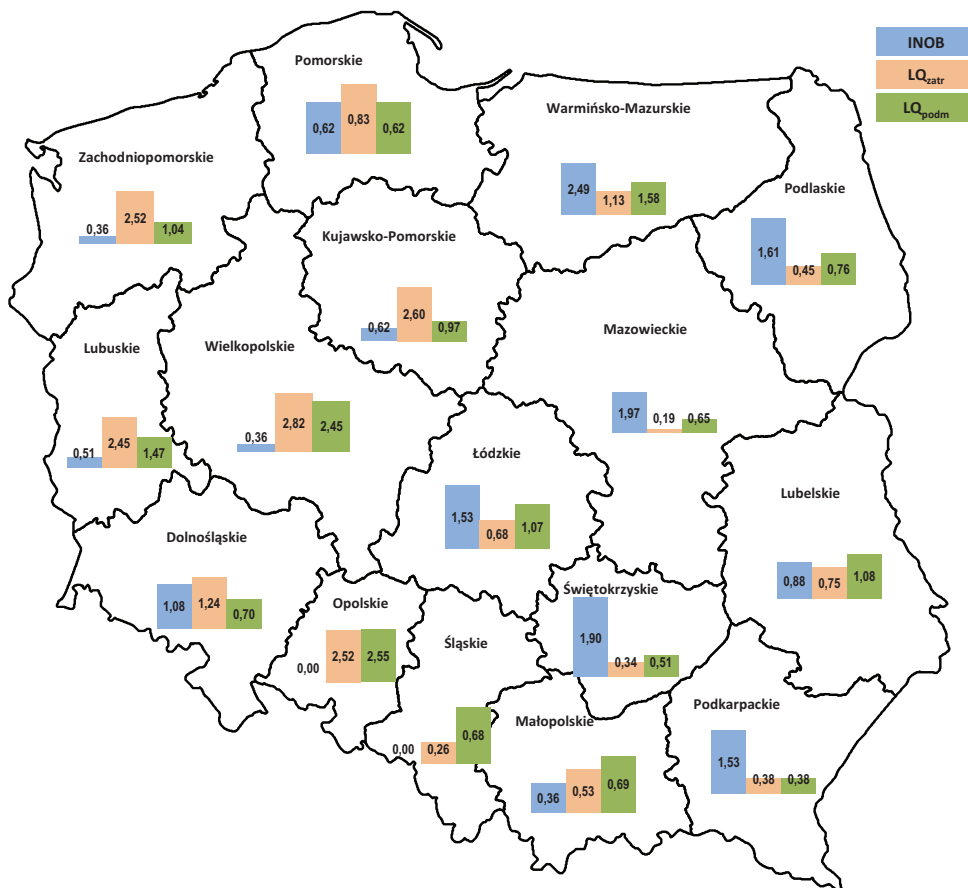 INOB
LQzatr
LQpodm
Pomorskie
0,62 0,83 0,62
Warmińsko-Mazurskie
2,49 1,13 1,58
Zachodniopomorskie
0,36 2,52 1,04
Podlaskie
1,61 0,45 0,76
Kujawsko-Pomorskie
0,62 2,60 0,97
Mazowieckie
1,97 0,19 0,65
Lubuskie
0,51 2,45 1,47
Wielkopolskie
0,36 2,82 2,45
Łódzkie
1,53 0,68 1,07
Lubelskie
0,88 0,75 1,08
Dolnośląskie
1,08 1,24 0,70
Opolskie
0,00 2,52 2,55
Śląskie
0,00 0,26 0,68
Świętokrzyskie
1,90 0,34 0,51
Małopolskie
0,36 0,53 0,69
Podkarpackie
1,53 0,38 0,38